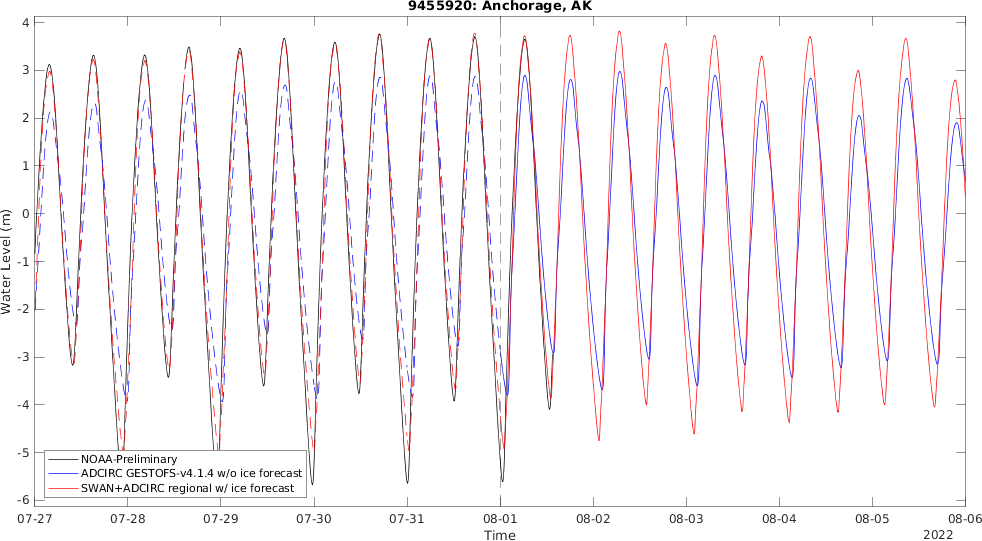 9455920: Anchorage, AK
4
3
2
1
0
-1
-2
-3
-4
-5
-6
Water Level (m)
NOAA-Preliminary
ADCIRC GESTOFS-v4.1.4 w/o ice forecast
SWAN+ADCIRC regional w/ ice forecast
07-27 07-28 07-29 07-30 07-31 08-01 08-02 08-03 08-04 08-05 08-06
Time
2022